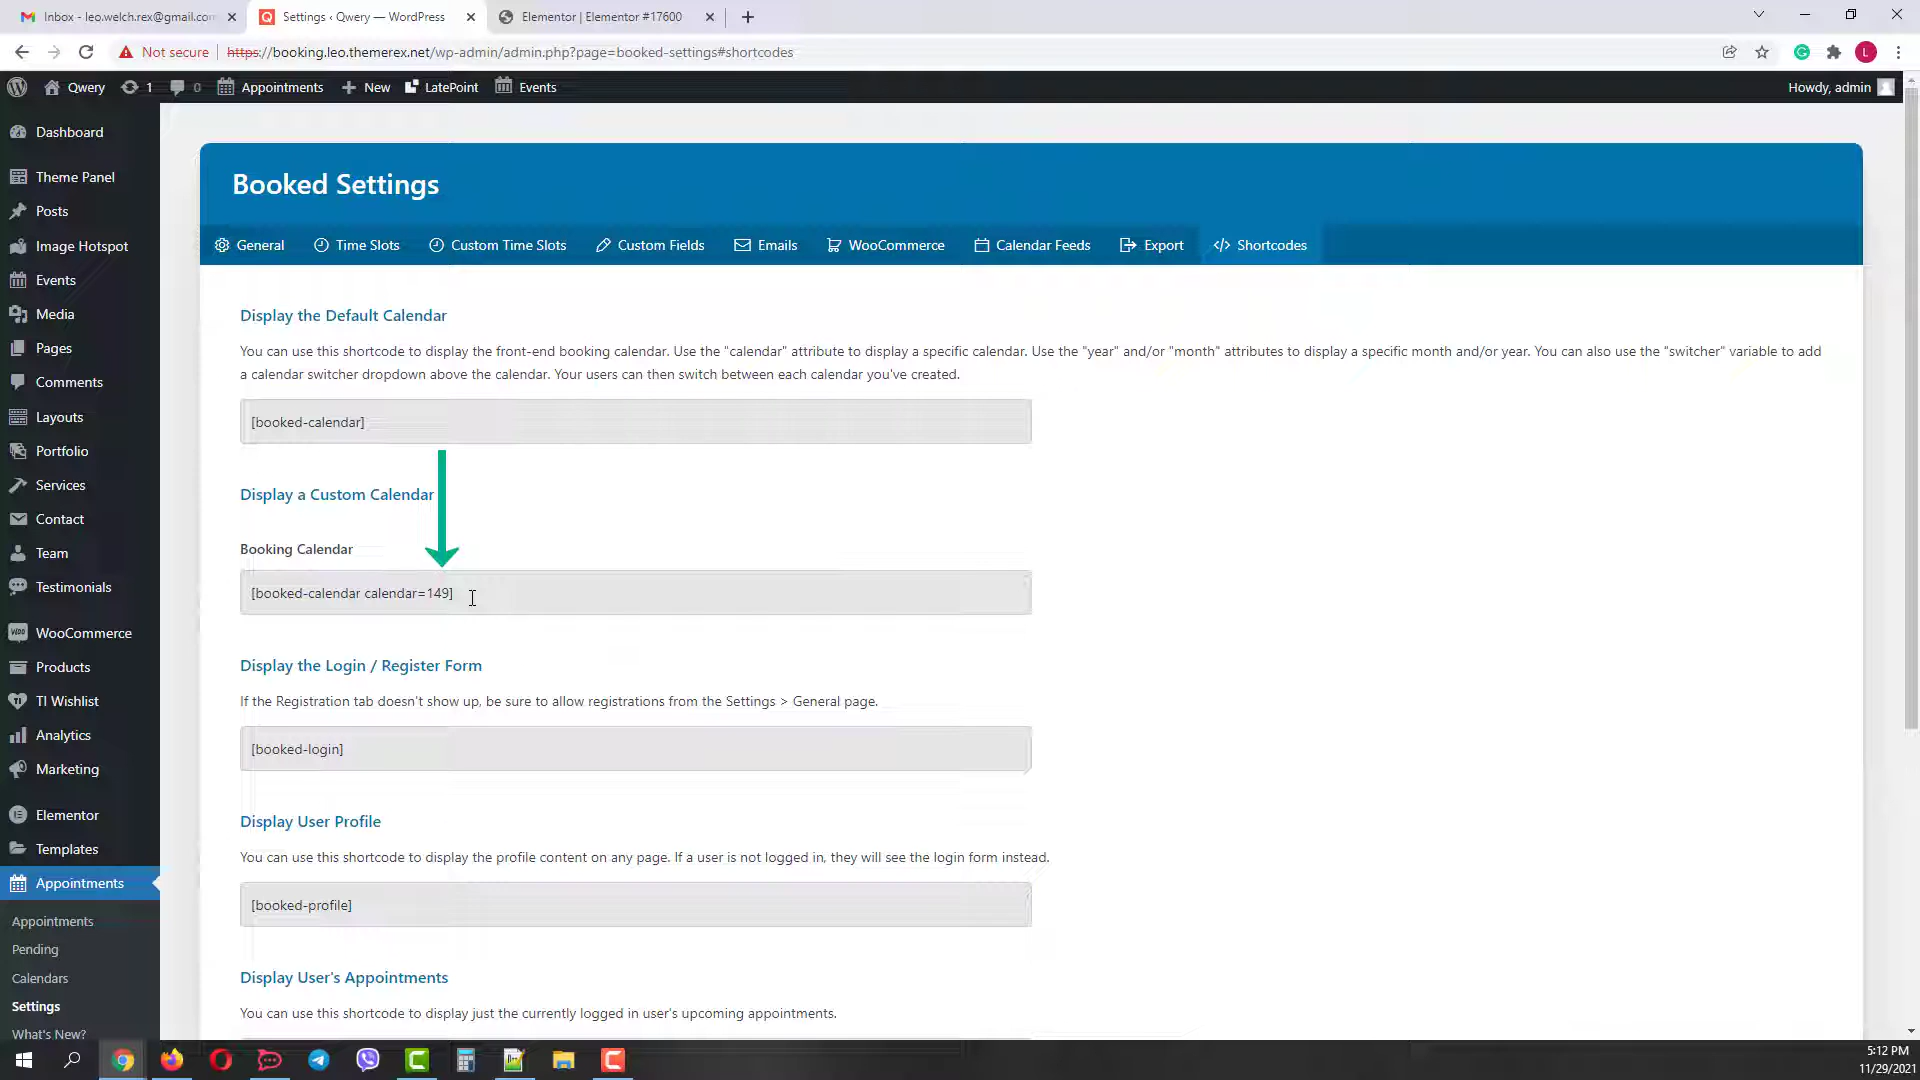 Inbox - leo.welch.rex@gmail.con
Settings ‹ Qwery — WordPress
Elementor | Elementor #17600
Not secure
https://booking.leo.themerex.net/wp-admin/admin.php?page=booked-settings#shortcodes
L
Qwery
1
0
Appointments
New
LatePoint
Events
Howdy, admin
Dashboard
Theme Panel
Posts
Image Hotspot
Events
Media
Pages
Comments
Layouts
Portfolio
Services
Contact
Team
Testimonials
WooCommerce
Products
TI Wishlist
Analytics
Marketing
Elementor
Templates
Appointments
Appointments
Pending
Calendars
Settings
What's New?
Booked Settings
General
Time Slots
Custom Time Slots
Custom Fields
Emails
WooCommerce
Calendar Feeds
Export
Shortcodes
Display the Default Calendar
You can use this shortcode to display the front-end booking calendar. Use the "calendar" attribute to display a specific calendar. Use the "year" and/or "month" attributes to display a specific month and/or year. You can also use the "switcher" variable to add
a calendar switcher dropdown above the calendar. Your users can then switch between each calendar you've created.
[booked-calendar]
Display a Custom Calendar
Booking Calendar
[booked-calendar calendar=149]
Display the Login / Register Form
If the Registration tab doesn't show up, be sure to allow registrations from the Settings > General page.
[booked-login]
Display User Profile
You can use this shortcode to display the profile content on any page. If a user is not logged in, they will see the login form instead.
[booked-profile]
Display User's Appointments
You can use this shortcode to display just the currently logged in user's upcoming appointments.
5:12 PM
11/29/2021